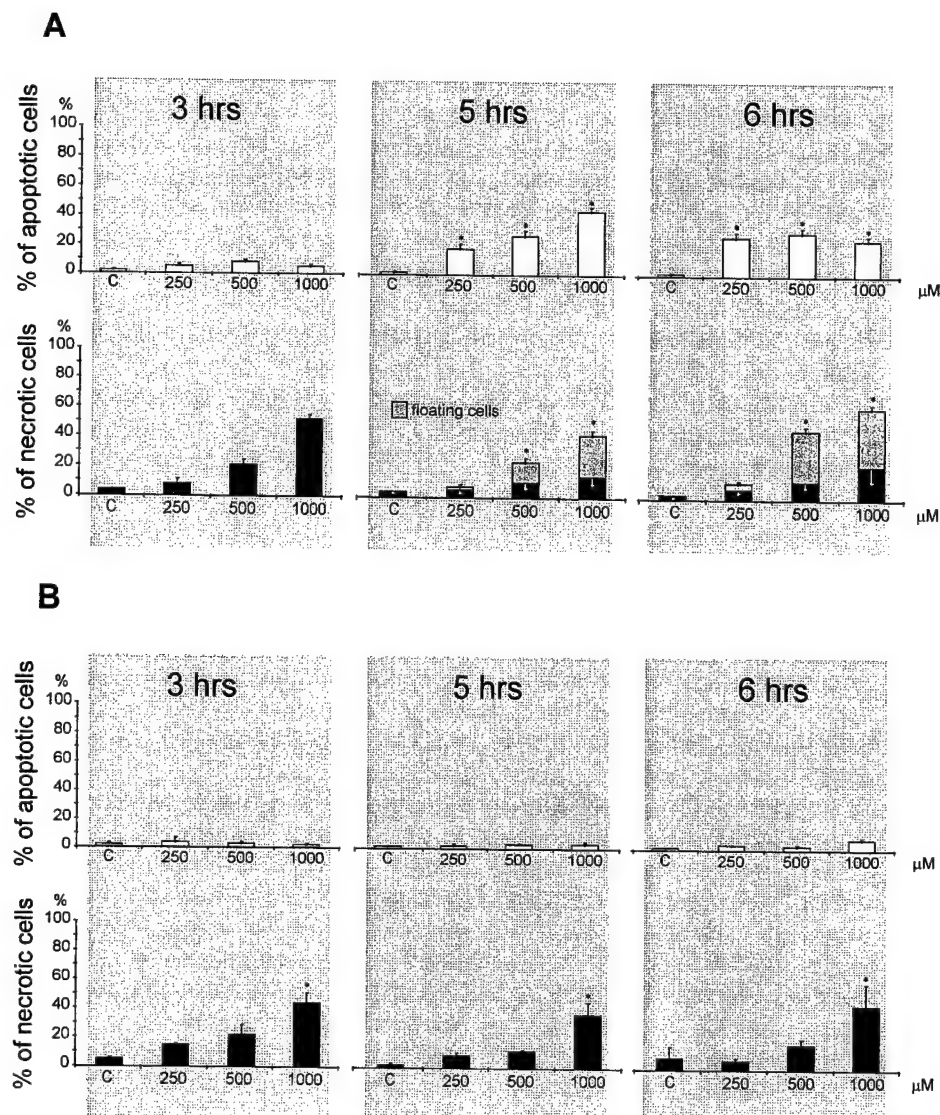 A
% of apoptotic cells
%
100
80
60
40
20
0
3 hrs
C 250 500 1000
5 hrs
C 250 500 1000
6 hrs
C 250 500 1000 μM
% of necrotic cells
%
100
80
60
40
20
0
C 250 500 1000
floating cells
C 250 500 1000
C 250 500 1000 μM
B
% of apoptotic cells
%
100
80
60
40
20
0
3 hrs
C 250 500 1000
5 hrs
C 250 500 1000
6 hrs
C 250 500 1000 μM
% of necrotic cells
%
100
80
60
40
20
0
C 250 500 1000
C 250 500 1000
C 250 500 1000 μM